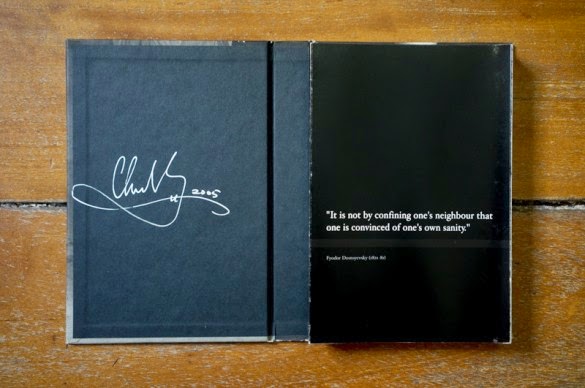 2005
"It is not by confining one's neighbour that
one is convinced of one's own sanity."
Fyodor Dostoyevsky